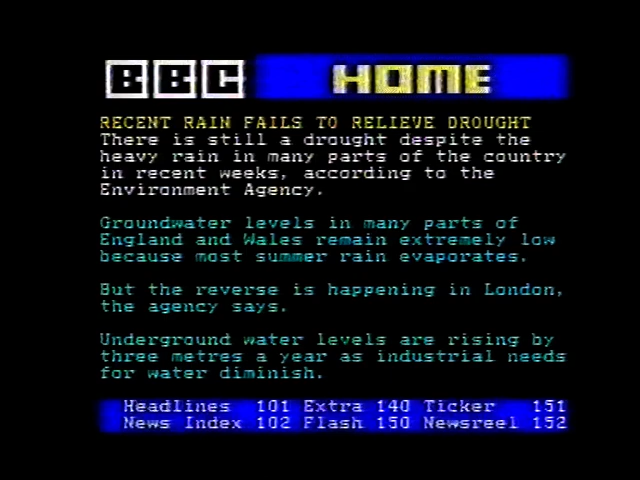 BBC HOME
RECENT RAIN FAILS TO RELIEVE DROUGHT
There is still a drought despite the
heavy rain in many parts of the country
in recent weeks, according to the
Environment Agency.
Groundwater levels in many parts of
England and Wales remain extremely low
because most summer rain evaporates.
But the reverse is happening in London,
the agency says.
Underground water levels are rising by
three metres a year as industrial needs
for water diminish.
Headlines 101 Extra 140 Ticker 151
News Index 102 Flash 150 Newsreel 152